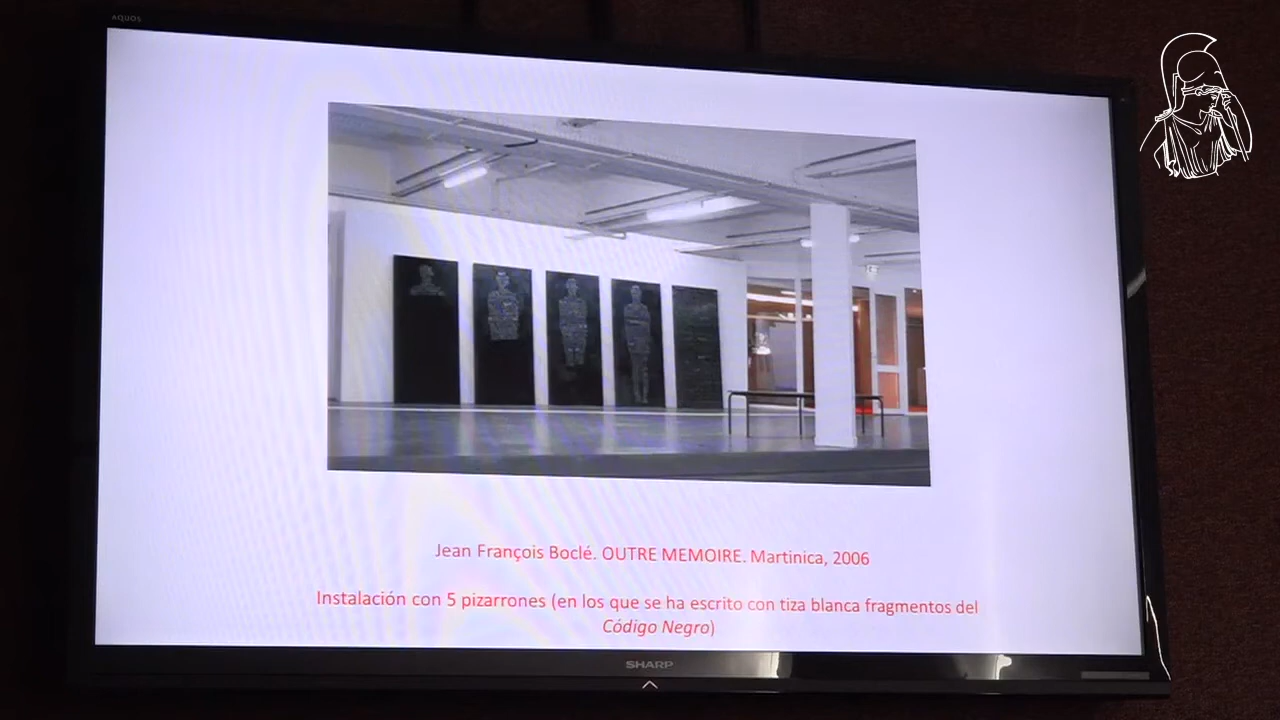 AQUOS
Jean François Boclé. OUTRE MEMOIRE. Martinica, 2006
Instalación con 5 pizarrones (en los que se ha escrito con tiza blanca fragmentos del
Código Negro)
SHARP